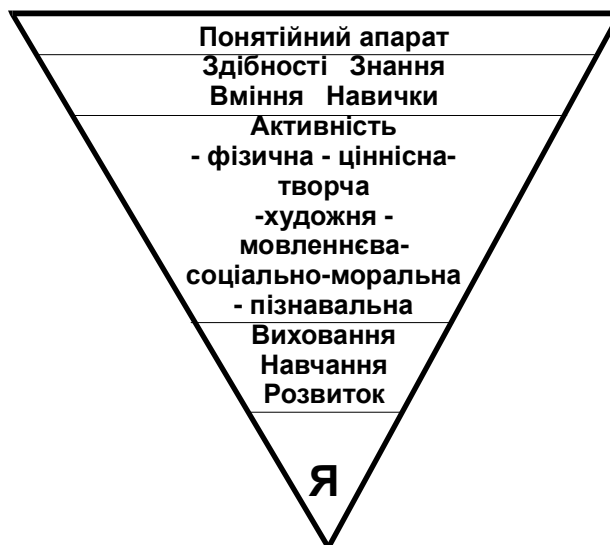 Понятійний апарат
Здібності Знання
Вміння Навички
Активність
- фізична - ціннісна-
творча
-художня -
мовленнєва-
соціально-моральна
- пізнавальна
Виховання
Навчання
Розвиток
Я